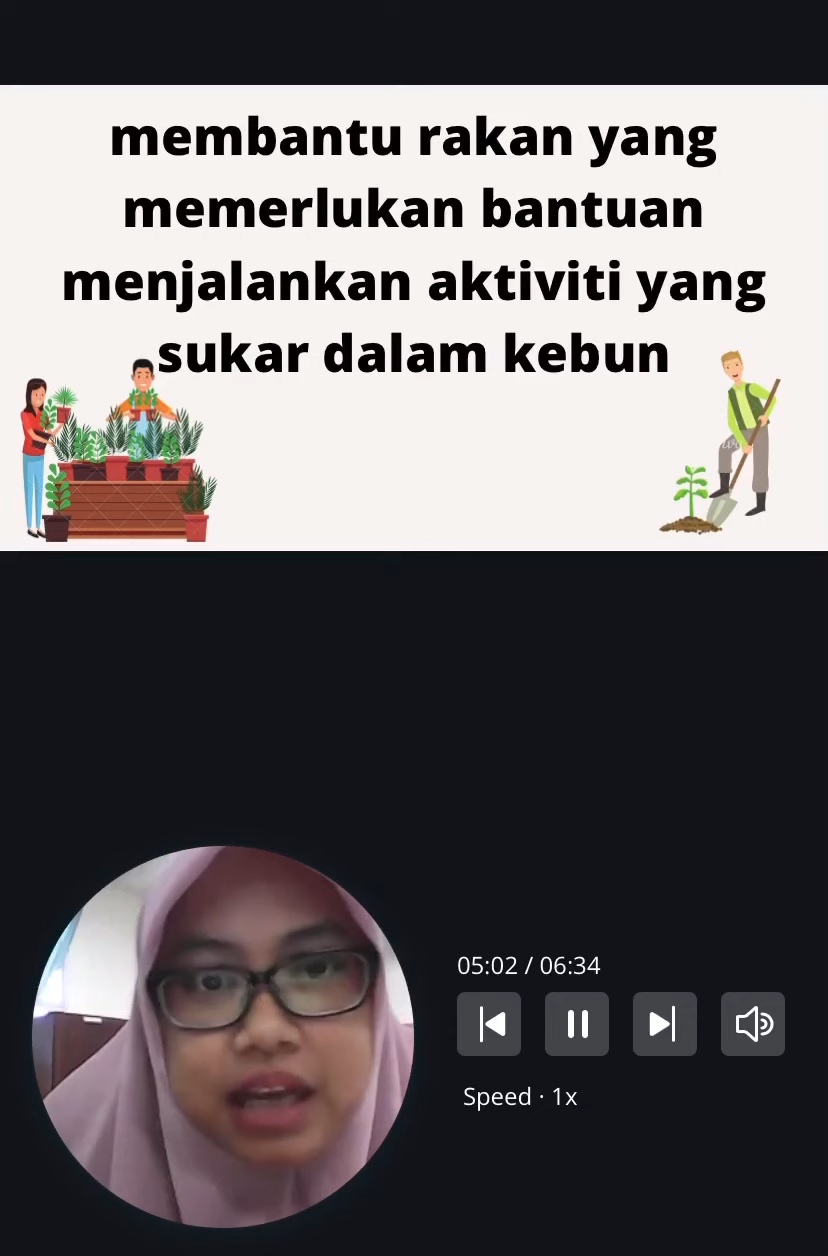 membantu rakan yang
memerlukan bantuan
menjalankan aktiviti yang
sukar dalam kebun
05:02 / 06:34
Speed · 1x